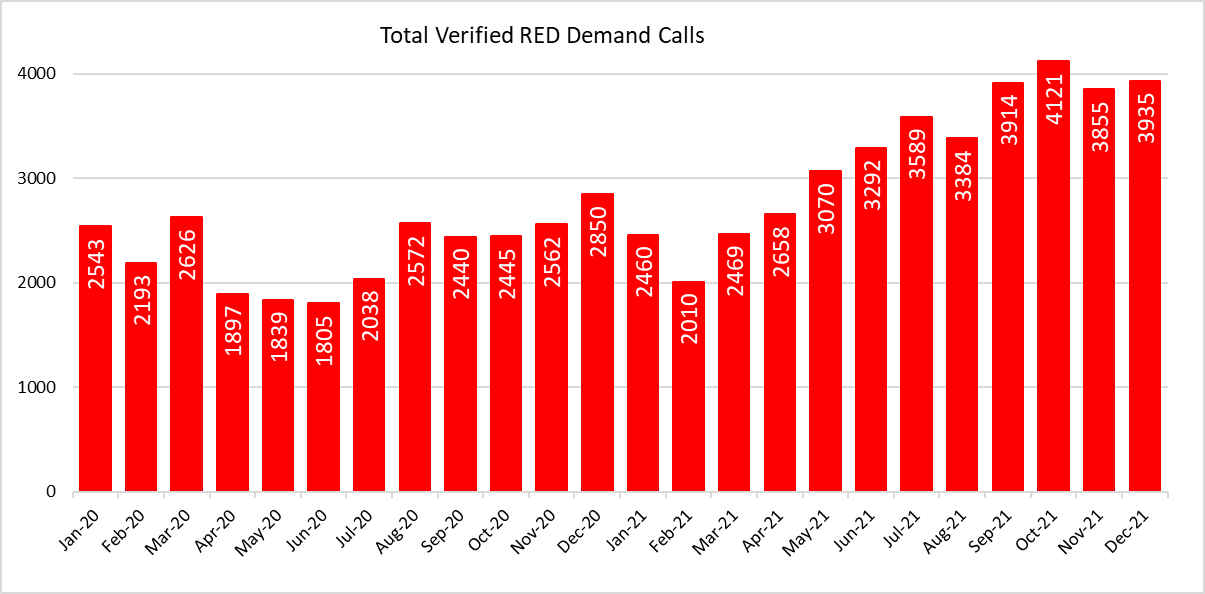 Total Verified RED Demand Calls
4000
3000
2000
1000
0
2543
2193
2626
1897
1839
1805
2038
2572
2440
2445
2562
2850
2460
2010
2469
2658
3070
3292
3589
3384
3914
4121
3855
3935
Jan-20
Feb-20
Mar-20
Apr-20
May-20
Jun-20
Jul-20
Aug-20
Sep-20
Oct-20
Nov-20
Dec-20
Jan-21
Feb-21
Mar-21
Apr-21
May-21
Jun-21
Jul-21
Aug-21
Sep-21
Oct-21
Nov-21
Dec-21